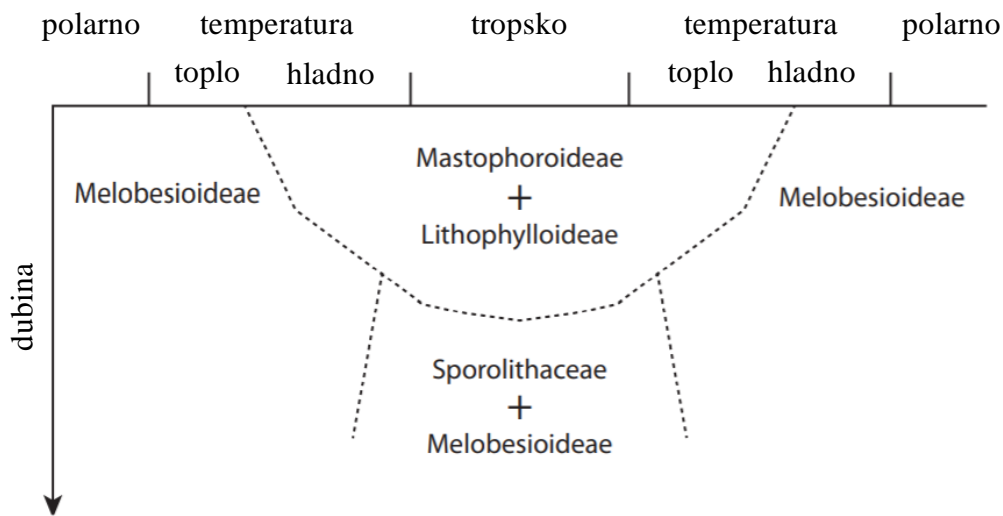 polarno temperatura tropsko temperatura polarno
toplo hladno toplo hladno
Mastophoroideae
Melobesioideae + Melobesioideae
Lithophylloideae
dubina
Sporolithaceae
+
Melobesioideae